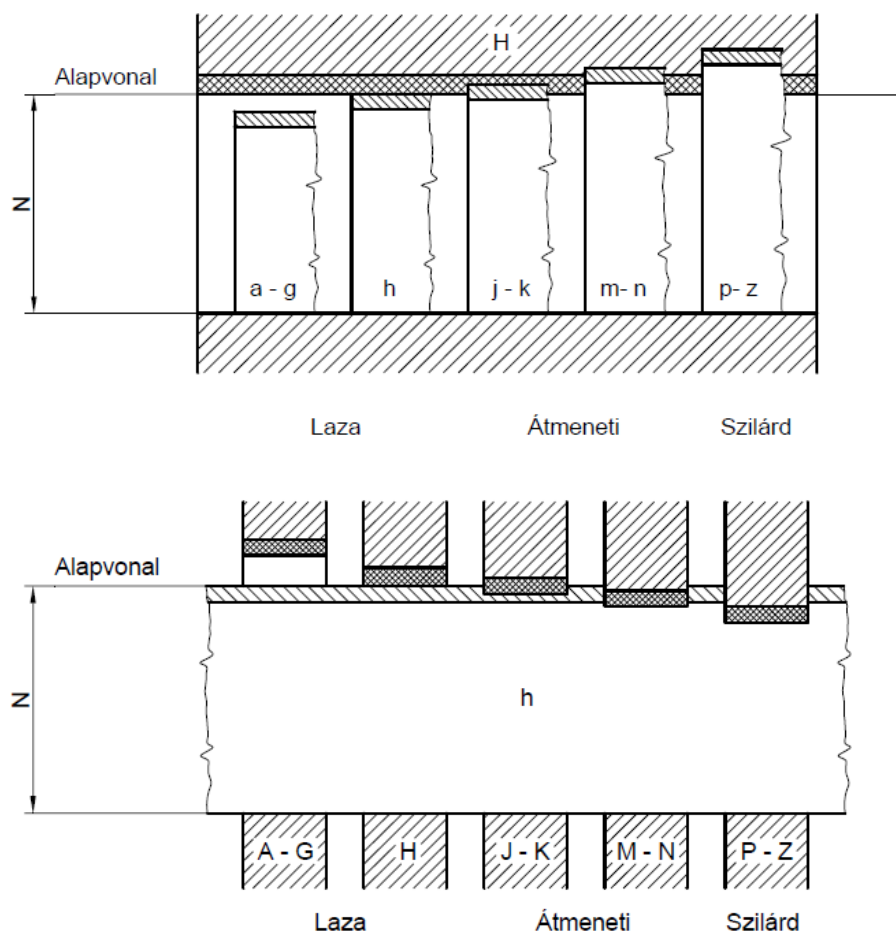 H
Alapvonal
N
a - g h j - k m- n p- z
Laza Átmeneti Szilárd
Alapvonal
N
h
A - G H J - K M - N P - Z
Laza Átmeneti Szilárd